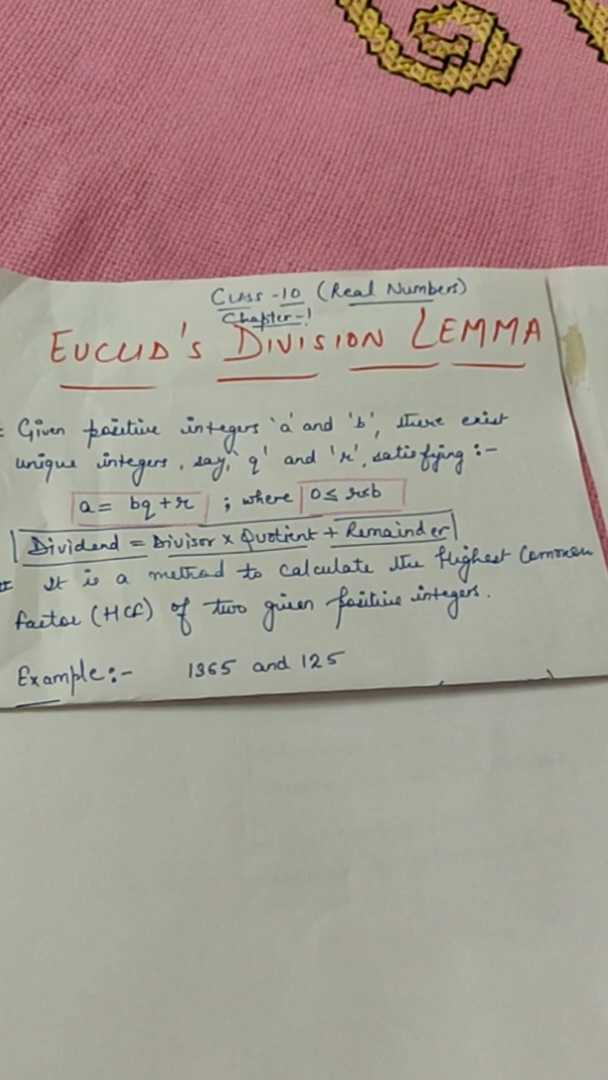 Class -10 (Real Numbers)
Chapter-1
EUCLID'S DIVISION LEMMA
Given positive integers 'a' and 'b', there exist
unique integers, say, 'q' and 'r', satisfying :-
a = bq + r ; where 0 ≤ r < b
Dividend = Divisor x Quotient + Remainder
It is a method to calculate the Highest Common
factor (HCF) of two given positive integers.
Example :- 1365 and 125